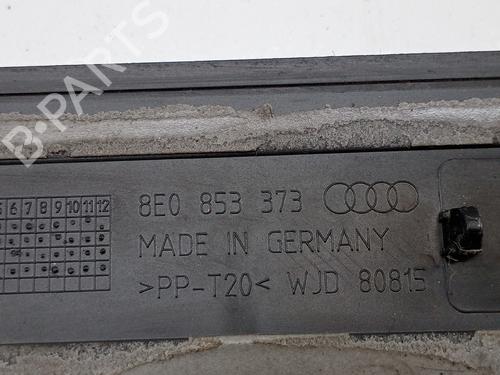 B-PARTS
6 7 8 9 10 11 12
8E0 853 373
MADE IN GERMANY
>PP-T20< WJD 80815